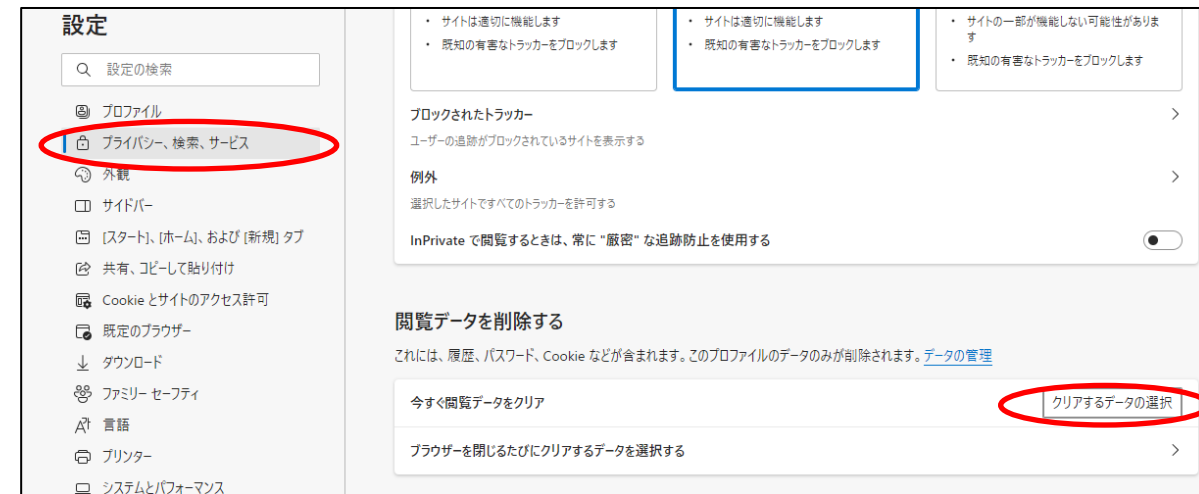 設定
設定の検索
プロファイル
プライバシー、検索、サービス
外観
サイドバー
[スタート]、[ホーム]、および [新規] タブ
共有、コピーして貼り付け
Cookie とサイトのアクセス許可
既定のブラウザー
ダウンロード
ファミリー セーフティ
言語
プリンター
システムとパフォーマンス
・ サイトは適切に機能します
・ 既知の有害なトラッカーをブロックします
・ サイトは適切に機能します
・ 既知の有害なトラッカーをブロックします
・ サイトの一部が機能しない可能性がありま
す
・ 既知の有害なトラッカーをブロックします
ブロックされたトラッカー
ユーザーの追跡がブロックされているサイトを表示する
例外
選択したサイトですべてのトラッカーを許可する
InPrivate で閲覧するときは、常に "厳密" な追跡防止を使用する
閲覧データを削除する
これには、履歴、パスワード、Cookie などが含まれます。このプロファイルのデータのみが削除されます。データの管理
今すぐ閲覧データをクリア
クリアするデータの選択
ブラウザーを閉じるたびにクリアするデータを選択する